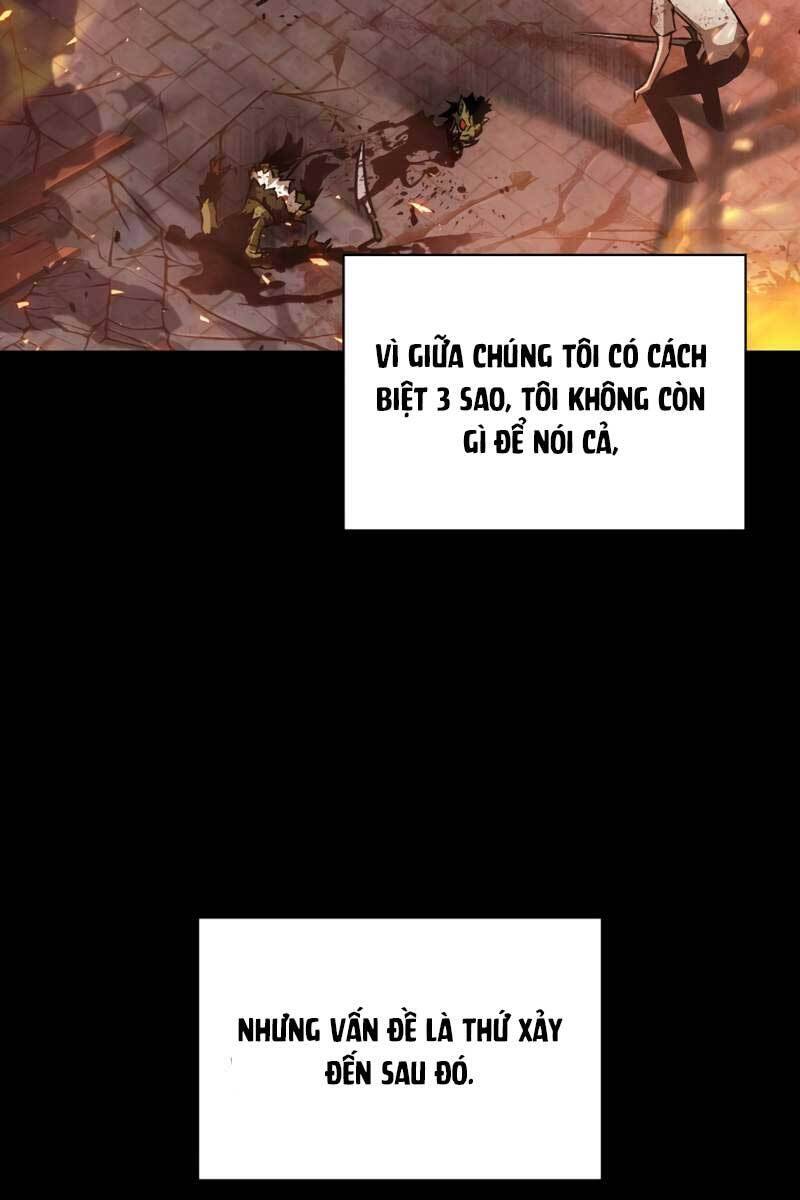 VÌ GIỮA CHÚNG TÔI CÓ CÁCH
BIỆT 3 SAO, TÔI KHÔNG CÒN
GÌ ĐỂ NÓI CẢ,
NHƯNG VẤN ĐỀ LÀ THỨ XẢY
ĐẾN SAU ĐÓ.